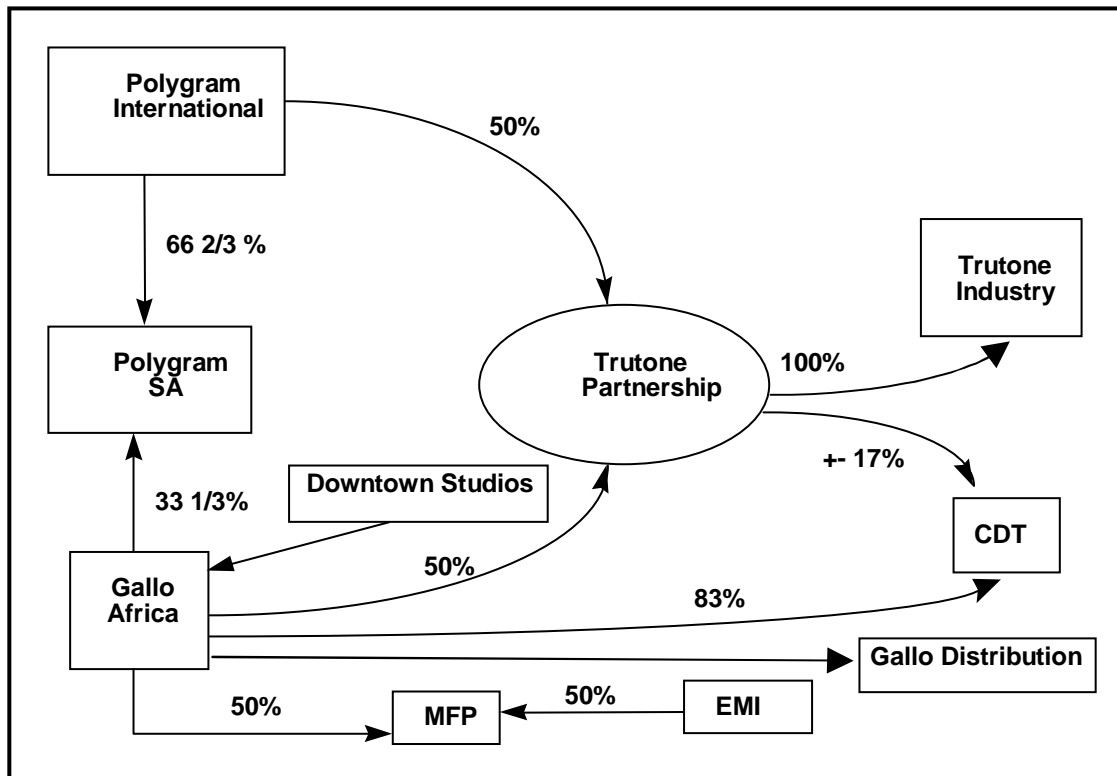 Polygram
International
50%
66 2/3 %
Trutone
Industry
Polygram
SA
Trutone
Partnership
100%
+- 17%
Downtown Studios
33 1/3%
CDT
Gallo
Africa
50%
83%
Gallo Distribution
50%
MFP
50%
EMI